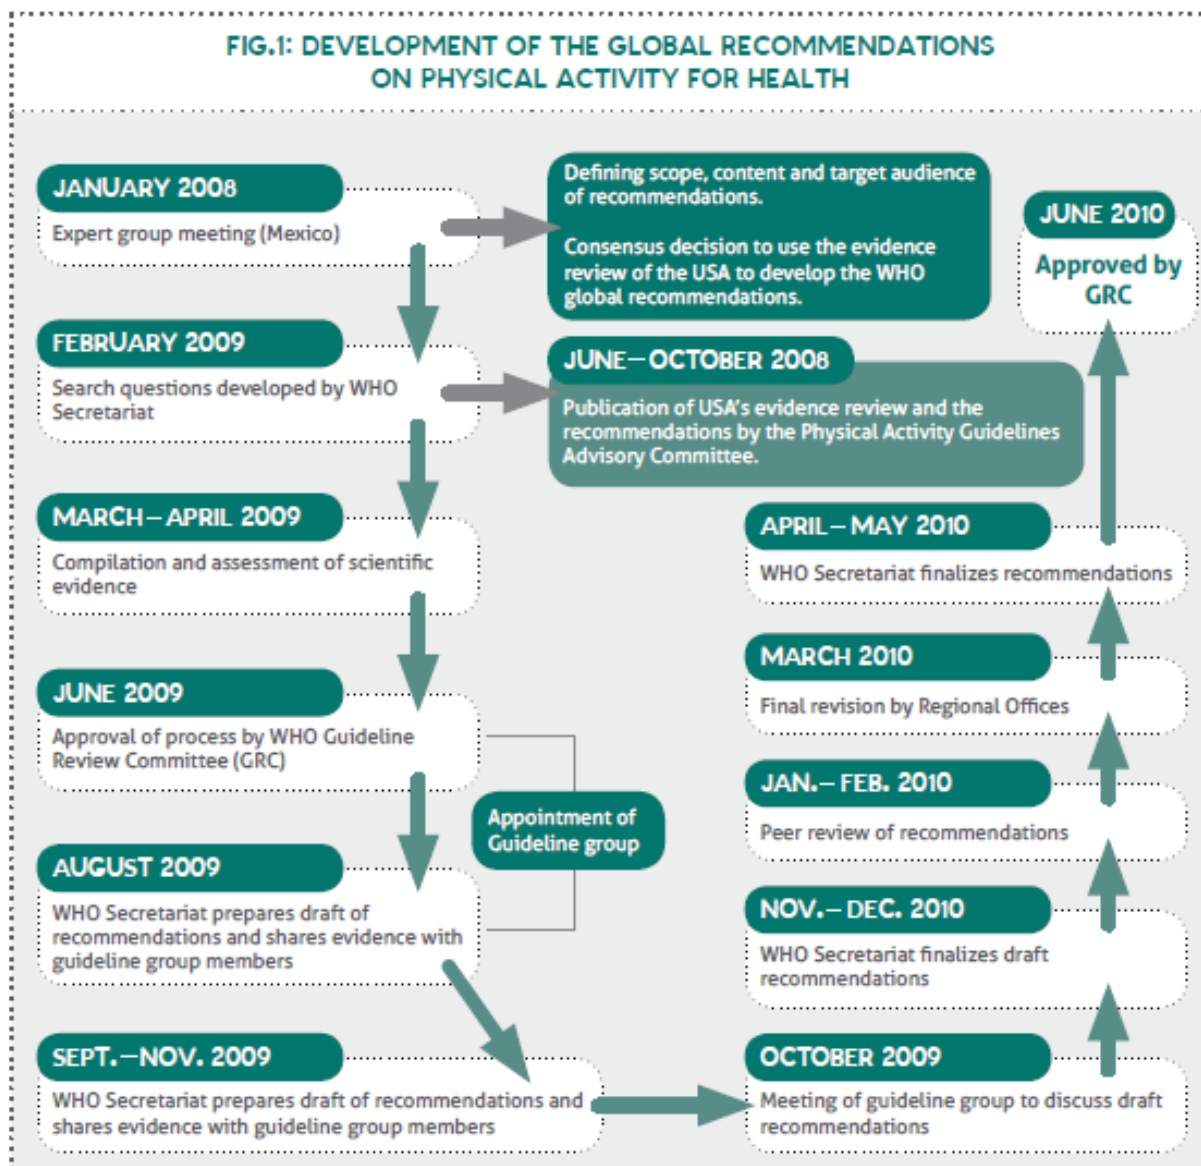 FIG.1: DEVELOPMENT OF THE GLOBAL RECOMMENDATIONS
ON PHYSICAL ACTIVITY FOR HEALTH
JANUARY 2008
Expert group meeting (Mexico)
Defining scope, content and target audience
of recommendations.
Consensus decision to use the evidence
review of the USA to develop the WHO
global recommendations.
FEBRUARY 2009
Search questions developed by WHO
Secretariat
JUNE–OCTOBER 2008
Publication of USA's evidence review and the
recommendations by the Physical Activity Guidelines
Advisory Committee.
MARCH–APRIL 2009
Compilation and assessment of scientific
evidence
JUNE 2009
Approval of process by WHO Guideline
Review Committee (GRC)
Appointment of
Guideline group
AUGUST 2009
WHO Secretariat prepares draft of
recommendations and shares evidence with
guideline group members
SEPT.–NOV. 2009
WHO Secretariat prepares draft of recommendations and
shares evidence with guideline group members
OCTOBER 2009
Meeting of guideline group to discuss draft
recommendations
NOV.–DEC. 2010
WHO Secretariat finalizes draft
recommendations
JAN.–FEB. 2010
Peer review of recommendations
MARCH 2010
Final revision by Regional Offices
APRIL–MAY 2010
WHO Secretariat finalizes recommendations
JUNE 2010
Approved by
GRC